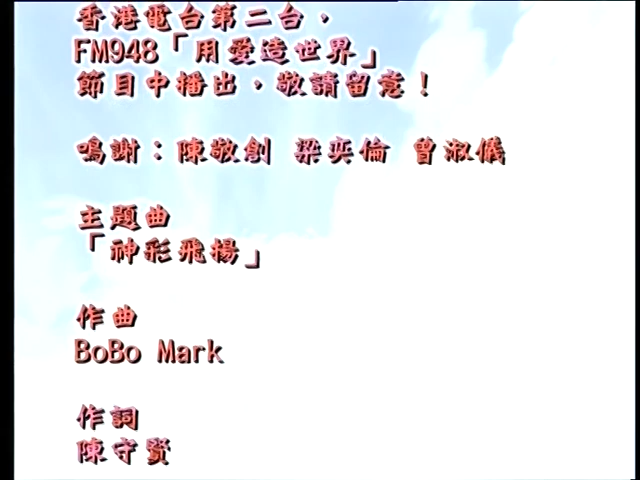 香港電台第二台，
FM948「用愛造世界」
節目中播出，敬請留意！
鳴謝：陳敬創 梁奕倫 曾淑儀
主題曲
「神彩飛揚」
作曲
BoBo Mark
作詞
陳守賢